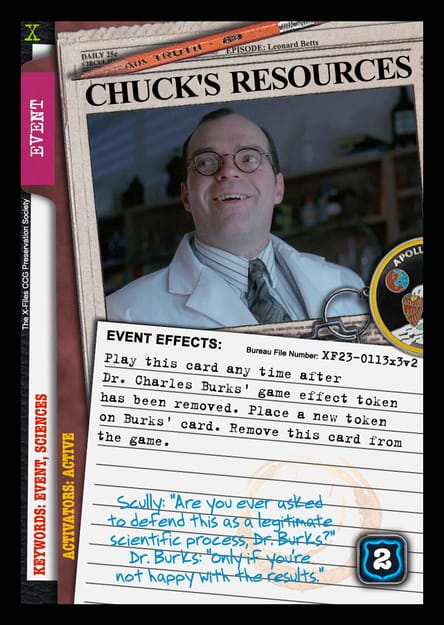 X
DAILY 25¢
EPISODE: Leonard Betts
CHUCK'S RESOURCES
EVENT
APOLLO
The X-Files CCG Preservation Society
EVENT EFFECTS:
Bureau File Number: XF23-0113x3v2
Play this card any time after
Dr. Charles Burks' game effect token
has been removed. Place a new token
on Burks' card. Remove this card from
the game.
KEYWORDS: EVENT, SCIENCES
ACTIVATORS: ACTIVE
Scully: "Are you ever asked
to defend this as a legitimate
scientific process, Dr. Burks?"
Dr. Burks: "Only if you're
not happy with the results."
2